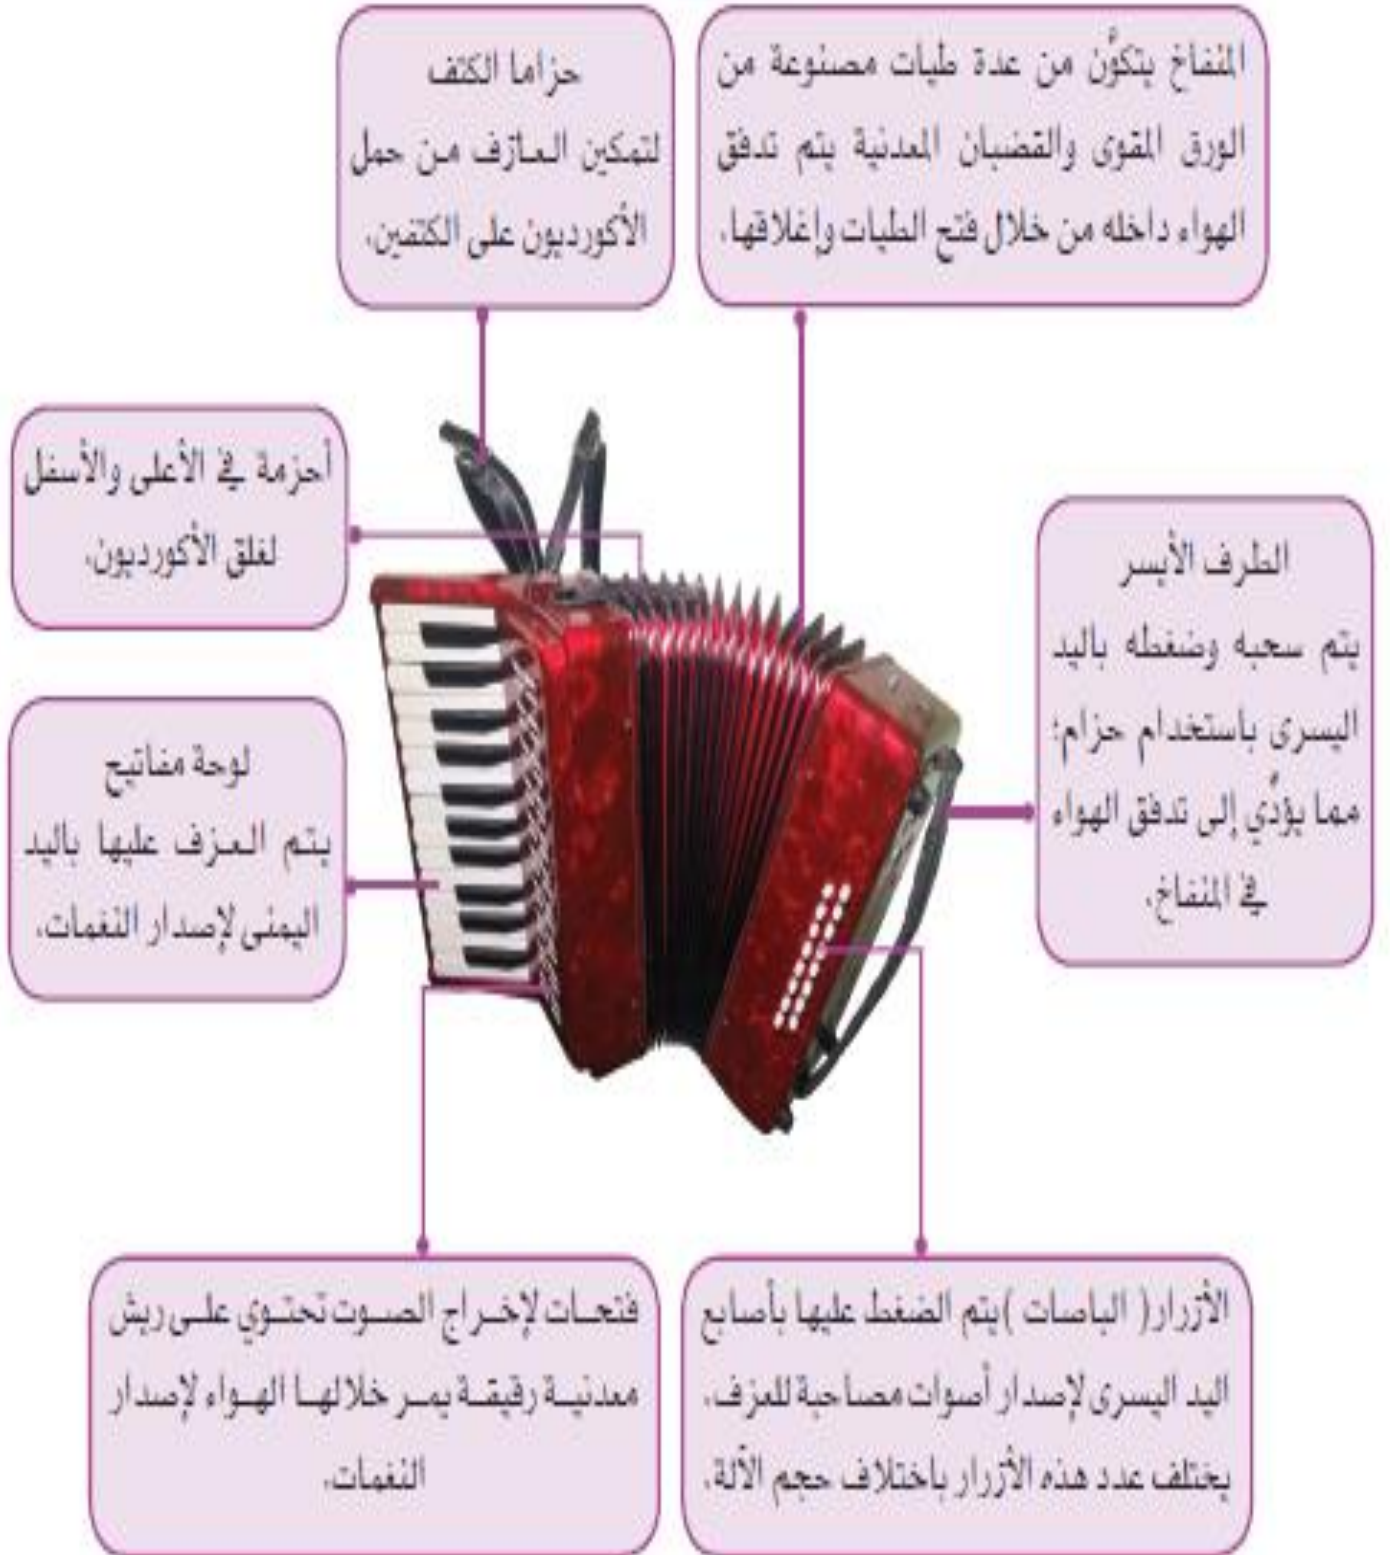 المنفاخ يتكوَّن من عدة طيات مصنوعة من
الورق المقوى والقضبان المعدنية يتم تدفق
الهواء داخله من خلال فتح الطيات وإغلاقها.
حزاما الكتف
لتمكين العازف من حمل
الأكورديون على الكتفين.
أحزمة في الأعلى والأسفل
لغلق الأكورديون.
الطرف الأيسر
يتم سحبه وضغطه باليد
اليسرى باستخدام حزام؛
مما يؤدِّي إلى تدفق الهواء
في المنفاخ.
لوحة مفاتيح
يتم العزف عليها باليد
اليمنى لإصدار النغمات.
الأزرار( الباصات )يتم الضغط عليها بأصابع
اليد اليسرى لإصدار أصوات مصاحبة للعزف.
يختلف عدد هذه الأزرار باختلاف حجم الآلة.
فتحات لإخراج الصوت تحتوي على ريش
معدنية رقيقة يمر خلالها الهواء لإصدار
النغمات.